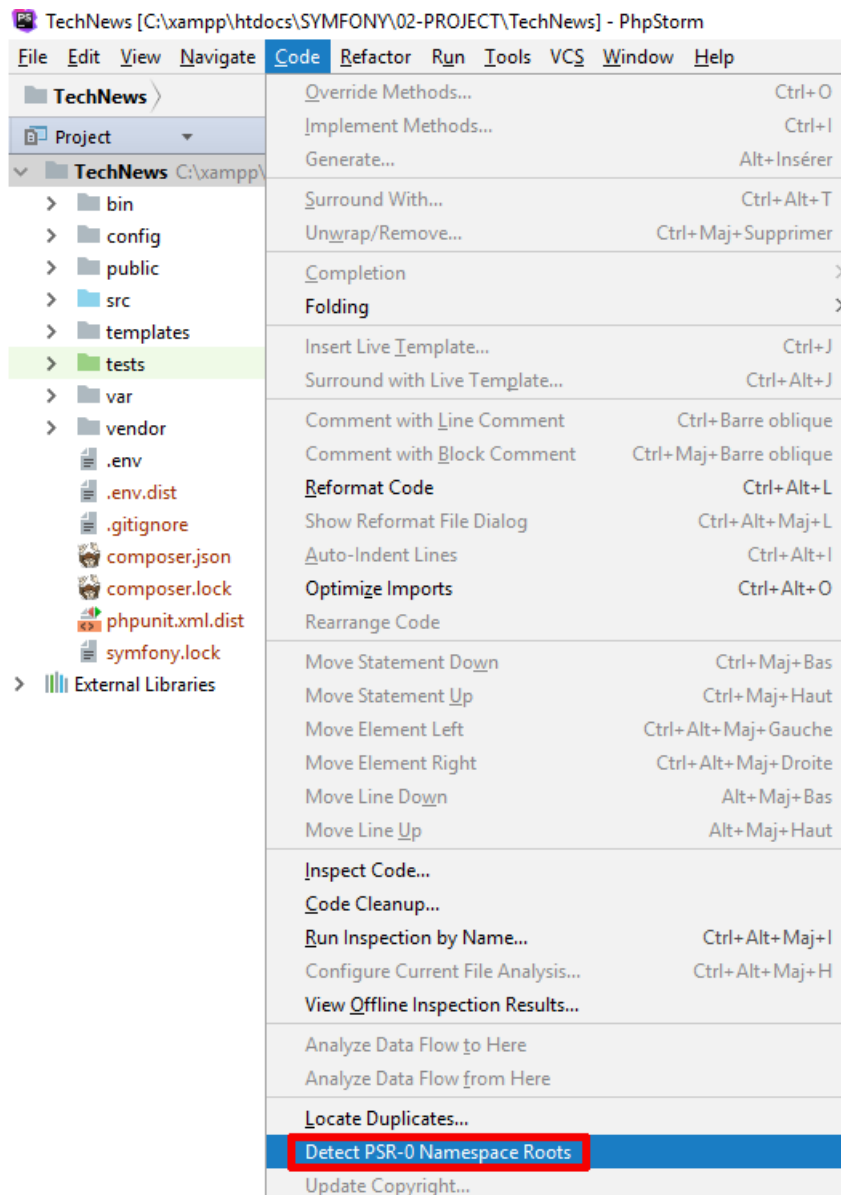 TechNews [C:\xampp\htdocs\SYMFONY\02-PROJECT\TechNews] - PhpStorm
File Edit View Navigate Code Refactor Run Tools VCS Window Help
TechNews
Project
TechNews C:\xampp\
bin
config
public
src
templates
tests
var
vendor
.env
.env.dist
.gitignore
composer.json
composer.lock
phpunit.xml.dist
symfony.lock
External Libraries
Override Methods... Ctrl+O
Implement Methods... Ctrl+I
Generate... Alt+Insérer
Surround With... Ctrl+Alt+T
Unwrap/Remove... Ctrl+Maj+Supprimer
Completion
Folding
Insert Live Template... Ctrl+J
Surround with Live Template... Ctrl+Alt+J
Comment with Line Comment Ctrl+Barre oblique
Comment with Block Comment Ctrl+Maj+Barre oblique
Reformat Code Ctrl+Alt+L
Show Reformat File Dialog Ctrl+Alt+Maj+L
Auto-Indent Lines Ctrl+Alt+I
Optimize Imports Ctrl+Alt+O
Rearrange Code
Move Statement Down Ctrl+Maj+Bas
Move Statement Up Ctrl+Maj+Haut
Move Element Left Ctrl+Alt+Maj+Gauche
Move Element Right Ctrl+Alt+Maj+Droite
Move Line Down Alt+Maj+Bas
Move Line Up Alt+Maj+Haut
Inspect Code...
Code Cleanup...
Run Inspection by Name... Ctrl+Alt+Maj+I
Configure Current File Analysis... Ctrl+Alt+Maj+H
View Offline Inspection Results...
Analyze Data Flow to Here
Analyze Data Flow from Here
Locate Duplicates...
Detect PSR-0 Namespace Roots
Update Copyright...